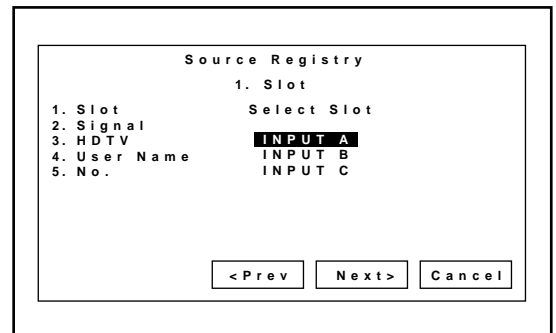 Source Registry
1. Slot
1. Slot
2. Signal
3. HDTV
4. User Name
5. No.
Select Slot
INPUT A
INPUT B
INPUT C
<Prev
Next>
Cancel